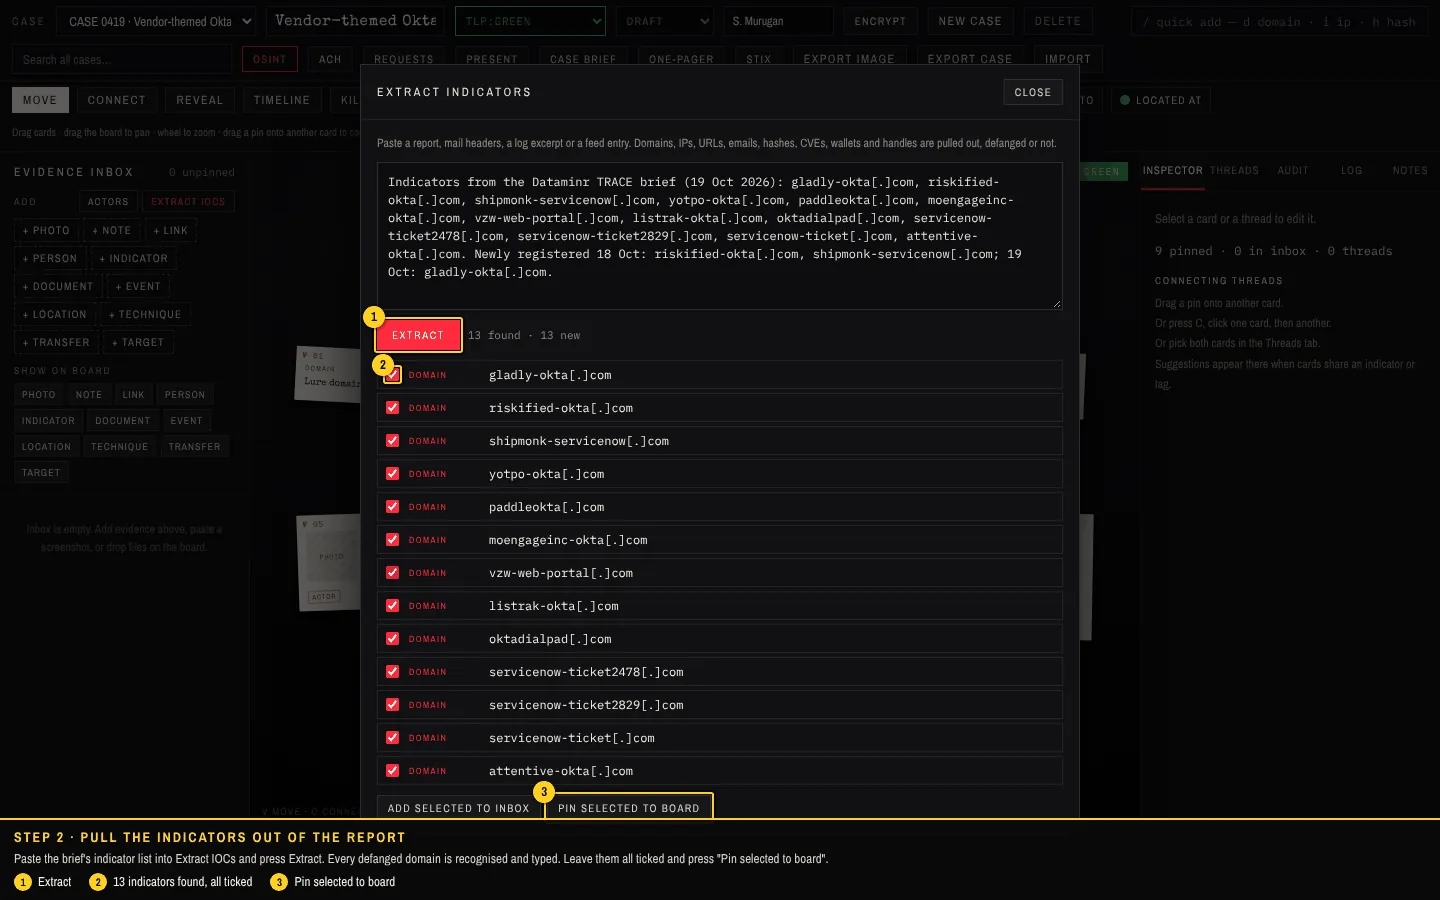 CASE
CASE 0419 · Vendor-themed Okta
Vendor-themed Okta
TLP:GREEN
DRAFT
S. Murugan
ENCRYPT
NEW CASE
DELETE
/ quick add — d domain · i ip · h hash
Search all cases...
OSINT
ACH
REQUESTS
PRESENT
CASE BRIEF
ONE-PAGER
STIX
EXPORT IMAGE
EXPORT CASE
IMPORT
MOVE
CONNECT
REVEAL
TIMELINE
LOCATED AT
Drag cards · drag the board to pan · wheel to zoom · drag a pin onto another card to
EVIDENCE INBOX
0 unpinned
ADD
ACTORS
EXTRACT IOCS
+ PHOTO
+ NOTE
+ LINK
+ PERSON
+ INDICATOR
+ DOCUMENT
+ EVENT
+ LOCATION
+ TECHNIQUE
+ TRANSFER
+ TARGET
SHOW ON BOARD
PHOTO
NOTE
LINK
PERSON
INDICATOR
DOCUMENT
EVENT
LOCATION
TECHNIQUE
TRANSFER
TARGET
Inbox is empty. Add evidence above, paste a
screenshot, or drop files on the board.
DOMAIN
Lure domain
PHOTO
ACTOR
EXTRACT INDICATORS
CLOSE
Paste a report, mail headers, a log excerpt or a feed entry. Domains, IPs, URLs, emails, hashes, CVEs, wallets and handles are pulled out, defanged or not.
Indicators from the Dataminr TRACE brief (19 Oct 2026): gladly-okta[.]com, riskified-
okta[.]com, shipmonk-servicenow[.]com, yotpo-okta[.]com, paddleokta[.]com, moengageinc-
okta[.]com, vzw-web-portal[.]com, listrak-okta[.]com, oktadialpad[.]com, servicenow-
ticket2478[.]com, servicenow-ticket2829[.]com, servicenow-ticket[.]com, attentive-
okta[.]com. Newly registered 18 Oct: riskified-okta[.]com, shipmonk-servicenow[.]com; 19
Oct: gladly-okta[.]com.
1
EXTRACT
13 found · 13 new
2
DOMAIN gladly-okta[.]com
DOMAIN riskified-okta[.]com
DOMAIN shipmonk-servicenow[.]com
DOMAIN yotpo-okta[.]com
DOMAIN paddleokta[.]com
DOMAIN moengageinc-okta[.]com
DOMAIN vzw-web-portal[.]com
DOMAIN listrak-okta[.]com
DOMAIN oktadialpad[.]com
DOMAIN servicenow-ticket2478[.]com
DOMAIN servicenow-ticket2829[.]com
DOMAIN servicenow-ticket[.]com
DOMAIN attentive-okta[.]com
3
ADD SELECTED TO INBOX
PIN SELECTED TO BOARD
GREEN
INSPECTOR
THREADS
AUDIT
LOG
NOTES
Select a card or a thread to edit it.
9 pinned · 0 in inbox · 0 threads
CONNECTING THREADS
Drag a pin onto another card.
Or press C, click one card, then another.
Or pick both cards in the Threads tab.
Suggestions appear there when cards share an indicator or
tag.
STEP 2 · PULL THE INDICATORS OUT OF THE REPORT
Paste the brief's indicator list into Extract IOCs and press Extract. Every defanged domain is recognised and typed. Leave them all ticked and press "Pin selected to board".
1 Extract
2 13 indicators found, all ticked
3 Pin selected to board